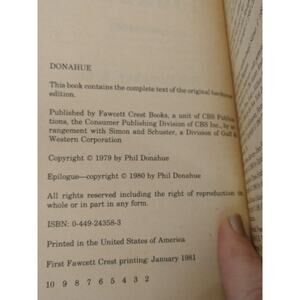 DONAHUE
This book contains the complete text of the original
edition.
Published by Fawcett Crest Books, a unit of CBS
tions, the Consumer Publishing Division of CBS Inc., by ar-
rangement with Simon and Schuster, a Division of Gulf &
Western Corporation
Copyright © 1979 by Phil Donahue
Epilogue—copyright © 1980 by Phil Donahue
All rights reserved including the right of reproduction in
whole or part in any form.
ISBN: 0-449-24358-3
Printed in the United States of America
First Fawcett Crest printing: January 1981
10 9 8 7 6 5 4 3 2